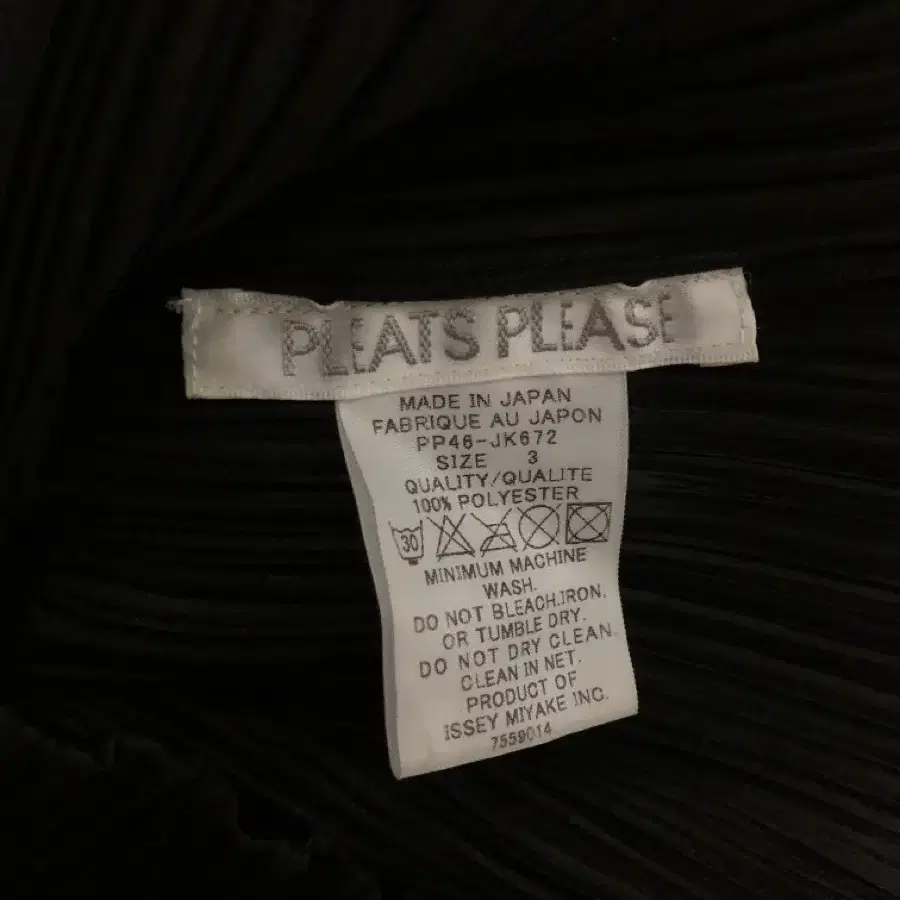 PLEATS PLEASE
MADE IN JAPAN
FABRIQUE AU JAPON
PP46-JK672
SIZE 3
QUALITY/QUALITE
100% POLYESTER
30
MINIMUM MACHINE
WASH.
DO NOT BLEACH.IRON.
OR TUMBLE DRY.
DO NOT DRY CLEAN.
CLEAN IN NET.
PRODUCT OF
ISSEY MIYAKE INC.
7559014